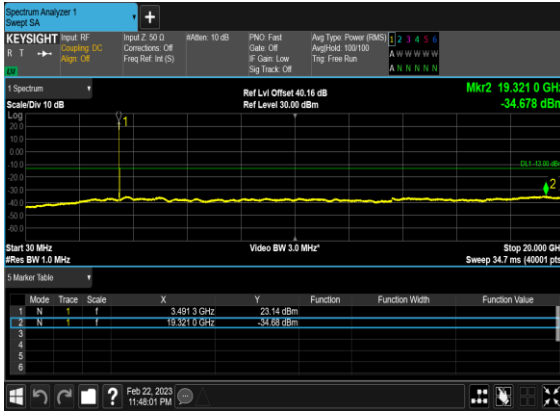 Spectrum Analyzer 1
Swept SA
+
KEYSIGHT Input: RF Input Z: 50 Ω #Atten: 10 dB PNO: Fast Avg Type: Power (RMS) 1 2 3 4 5 6
R T Coupling: DC Corrections: Off Gate: Off Avg|Hold: 100/100 A W W W W W
Align: Off Freq Ref: Int (S) IF Gain: Low Trig: Free Run
LXI Sig Track: Off A N N N N N
1 Spectrum Ref Lvl Offset 40.16 dB Mkr2 19.321 0 GHz
Scale/Div 10 dB Ref Level 30.00 dBm -34.678 dBm
Log
20.0
1
10.0
0.00
-10.0
DL1 -13.00 dBm
-20.0
2
-30.0
-40.0
-50.0
-60.0
Start 30 MHz Video BW 3.0 MHz* Stop 20.000 GHz
#Res BW 1.0 MHz Sweep 34.7 ms (40001 pts)
5 Marker Table
Mode Trace Scale X Y Function Function Width Function Value
1 N 1 f 3.491 3 GHz 23.14 dBm
2 N 1 f 19.321 0 GHz -34.68 dBm
3
4
5
6
? Feb 22, 2023
11:48:01 PM